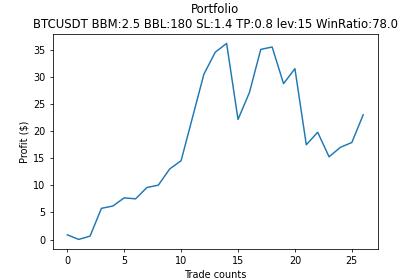 Portfolio
BTCUSDT BBM:2.5 BBL:180 SL:1.4 TP:0.8 lev:15 WinRatio:78.0
35
30
25
20
15
10
5
0
Profit ($)
0 5 10 15 20 25
Trade counts